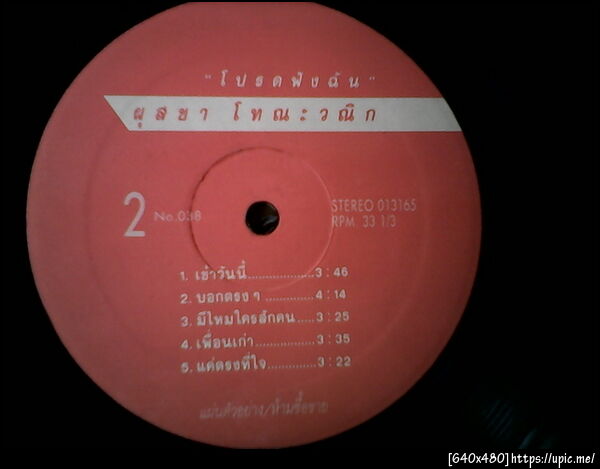 "โปรดฟังฉัน"
ผุสชา โทณะวณิก
2 No.038
STEREO 013165
RPM. 33 1/3
1. เช้าวันนี้..................3 : 46
2. บอกตรงๆ .............4 : 14
3. มีไหมใครสักคน.....3 : 25
4. เพื่อนเก่า................3 : 35
5. แค่ตรงที่ใจ.............3 : 22
แผ่นตัวอย่าง/ห้ามซื้อขาย
[640x480]https://upic.me/